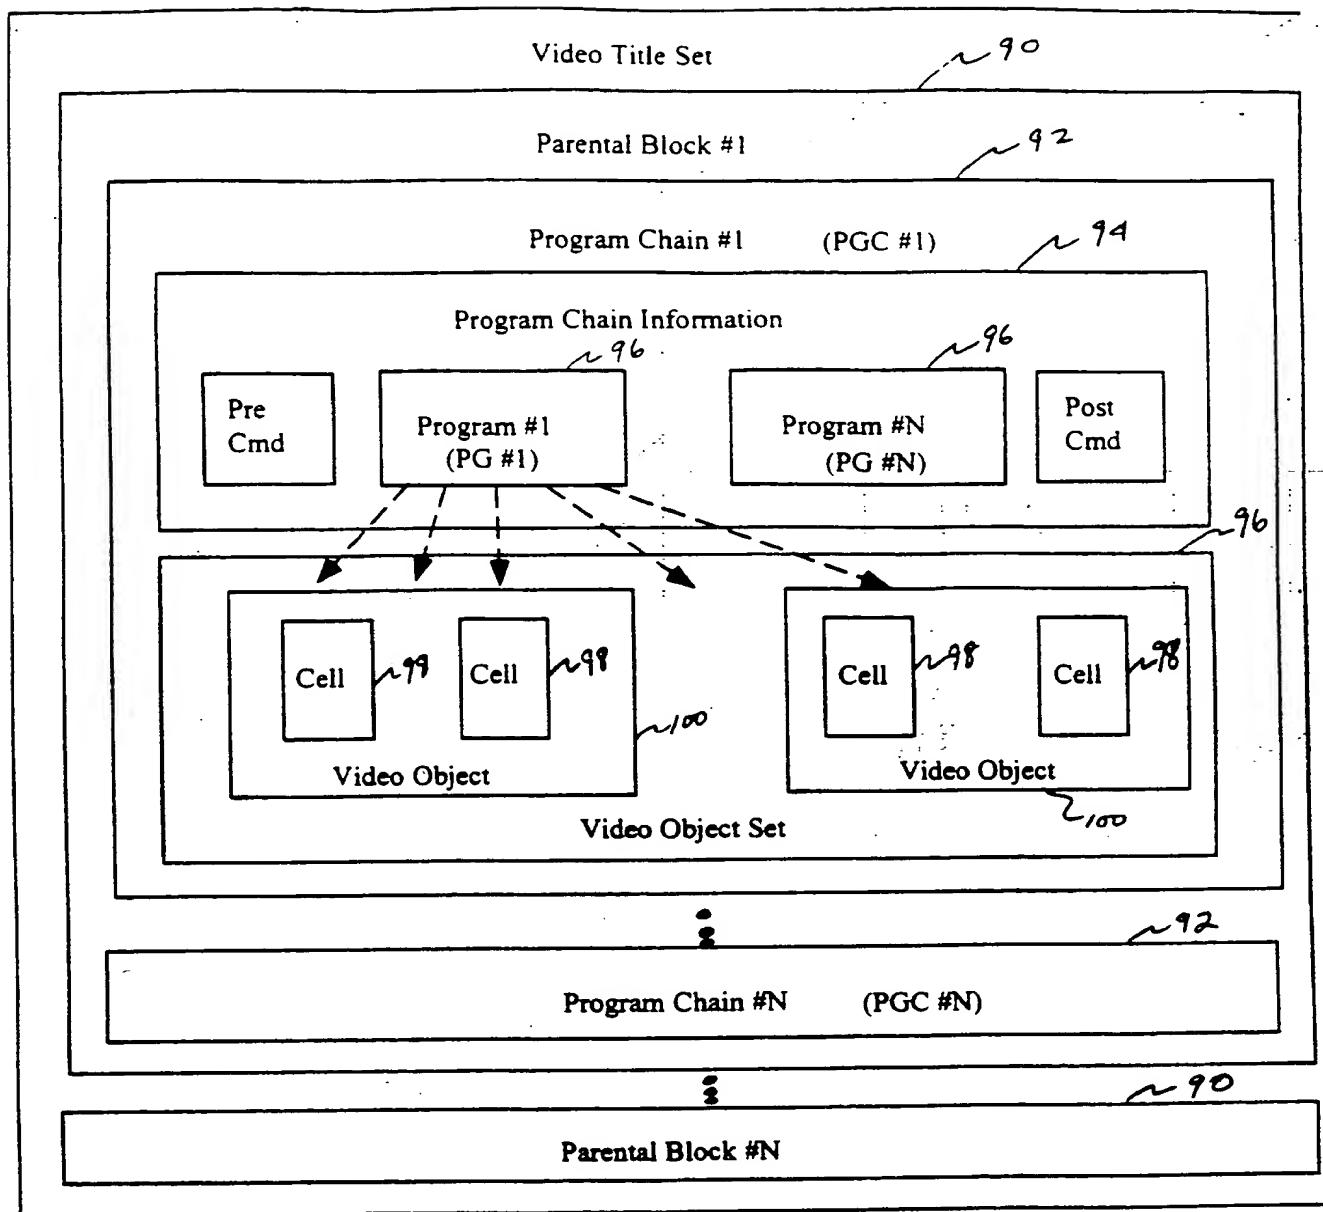 Video Title Set
90
Parental Block #1
92
Program Chain #1 (PGC #1)
94
Program Chain Information
96
96
Pre
Cmd
Program #1
(PG #1)
Program #N
(PG #N)
Post
Cmd
96
Cell
98
Cell
98
Cell
98
Cell
98
100
Video Object
Video Object
100
Video Object Set
92
Program Chain #N (PGC #N)
90
Parental Block #N